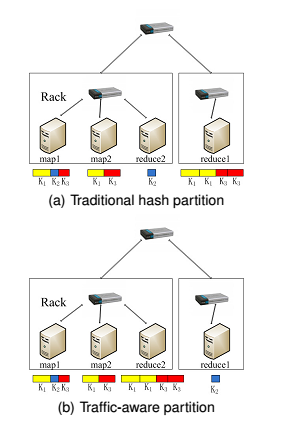 Rack
map1 map2 reduce2 reduce1
K1 K2 K3 K1 K3 K2 K1 K1 K3 K3
(a) Traditional hash partition
Rack
map1 map2 reduce2 reduce1
K1 K2 K3 K1 K3 K1 K1 K3 K3 K2
(b) Traffic-aware partition